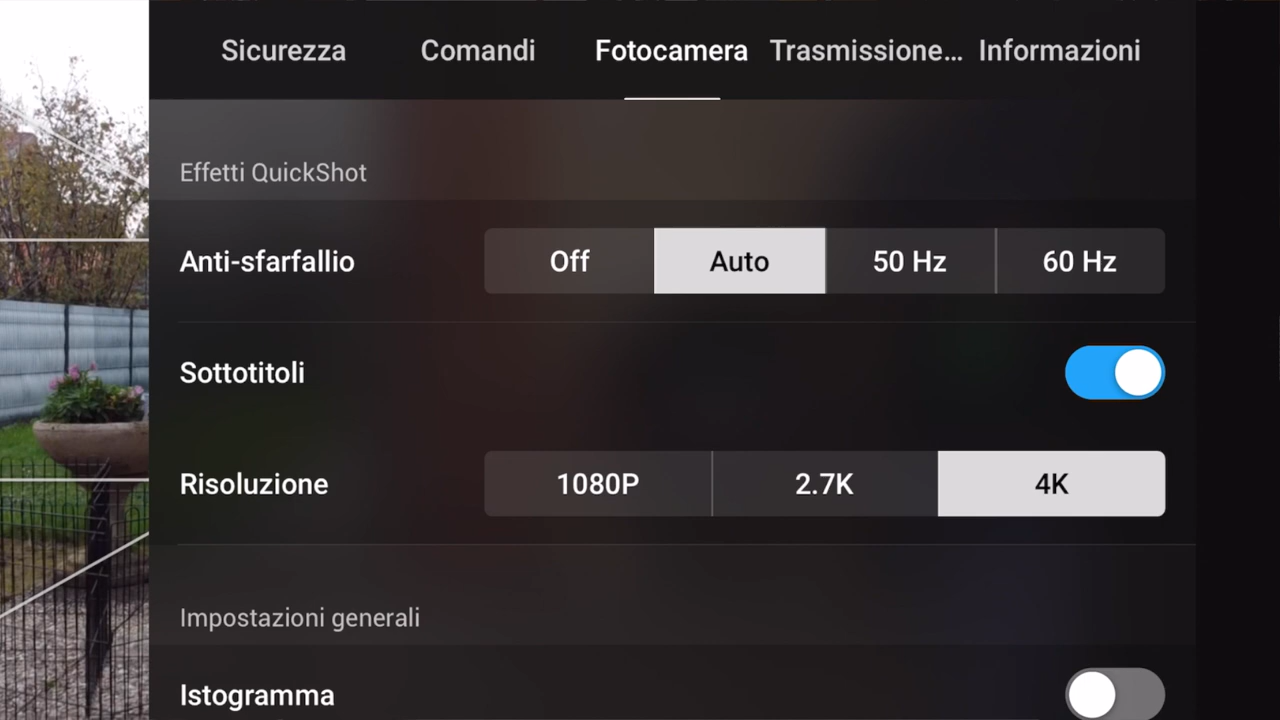 Sicurezza Comandi Fotocamera Trasmissione... Informazioni
Effetti QuickShot
Anti-sfarfallio Off Auto 50 Hz 60 Hz
Sottotitoli
Risoluzione 1080P 2.7K 4K
Impostazioni generali
Istogramma